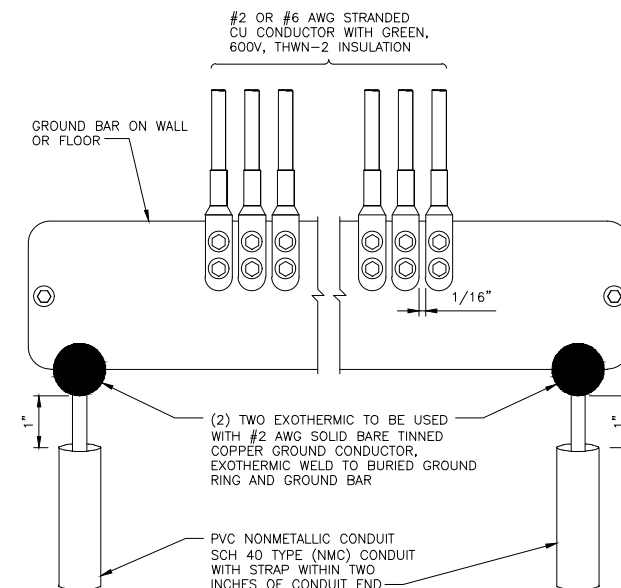 #2 OR #6 AWG STRANDED
CU CONDUCTOR WITH GREEN,
600V, THWN-2 INSULATION
GROUND BAR ON WALL
OR FLOOR
1/16"
1"
1"
(2) TWO EXOTHERMIC TO BE USED
WITH #2 AWG SOLID BARE TINNED
COPPER GROUND CONDUCTOR,
EXOTHERMIC WELD TO BURIED GROUND
RING AND GROUND BAR
PVC NONMETALLIC CONDUIT
SCH 40 TYPE (NMC) CONDUIT
WITH STRAP WITHIN TWO
INCHES OF CONDUIT END